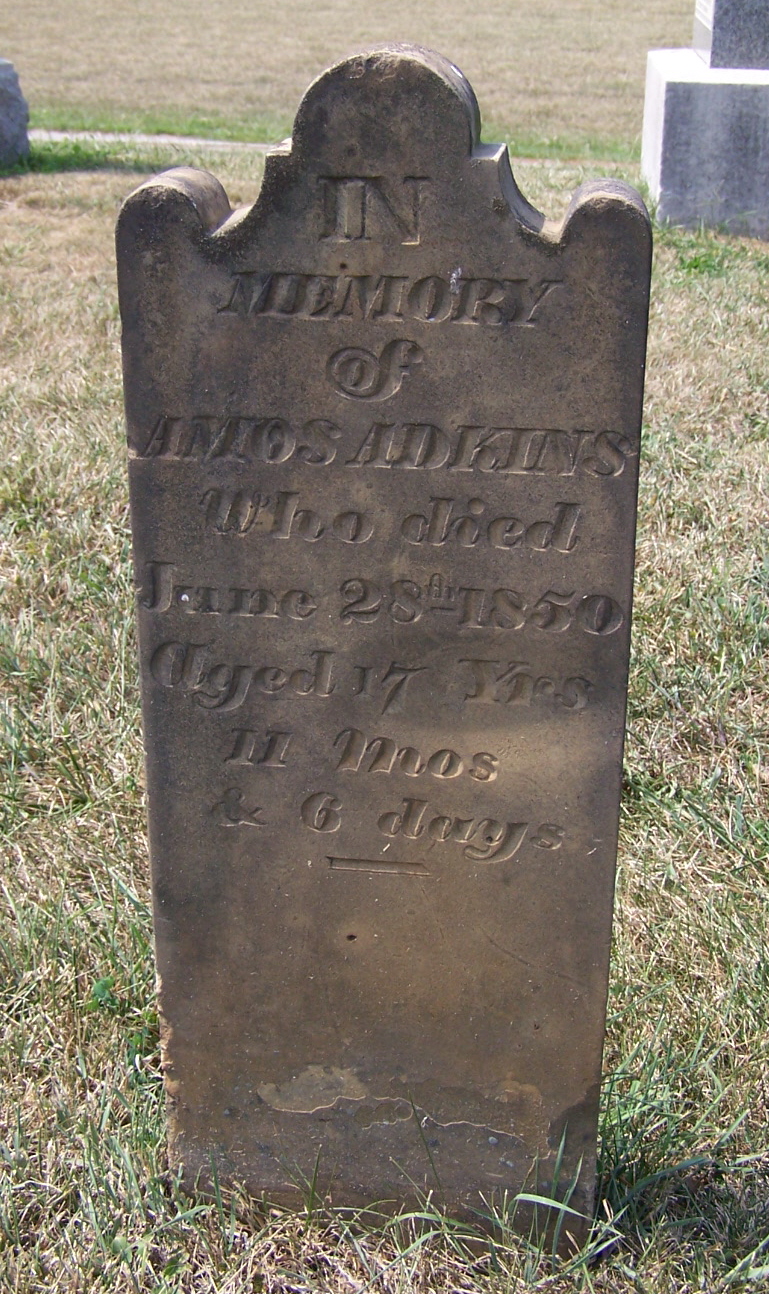 IN
MEMORY
of
AMOS ADKINS
Who died
June 28th 1850
Aged 17 Yrs
11 Mos
& 6 days